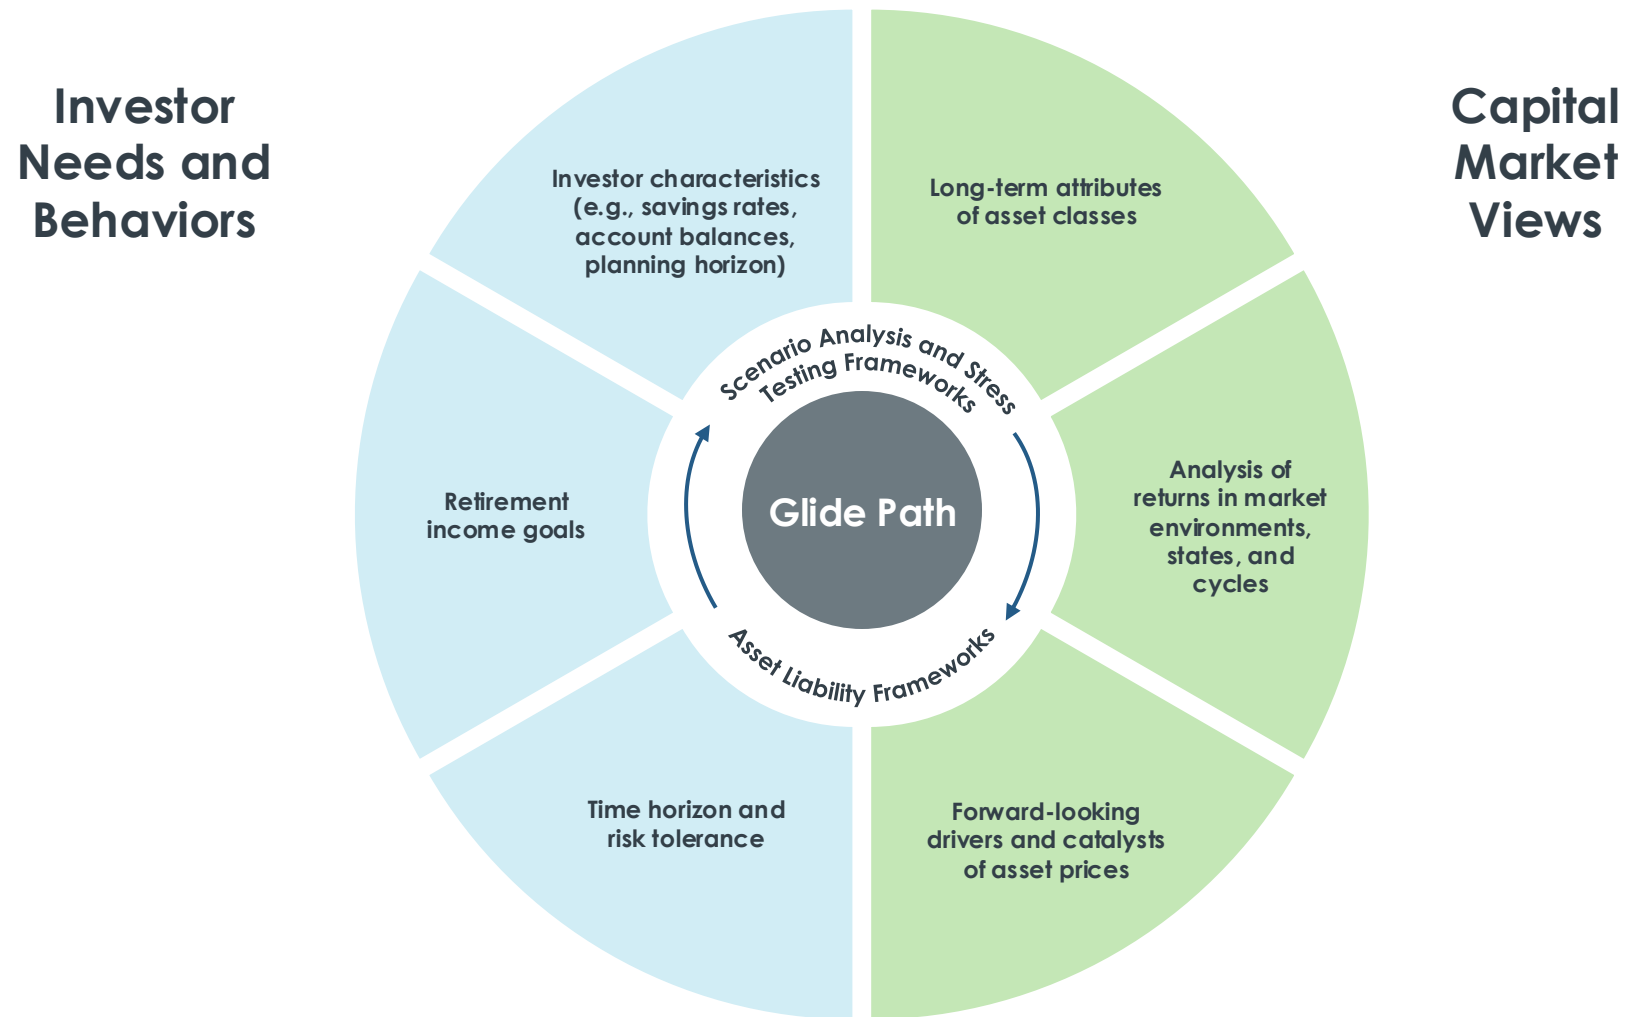 Investor
Needs and
Behaviors
Capital
Market
Views
Investor characteristics
(e.g., savings rates,
account balances,
planning horizon)
Long-term attributes
of asset classes
Scenario Analysis and Stress
Testing Frameworks
Retirement
income goals
Glide Path
Analysis of
returns in market
environments,
states, and
cycles
Asset Liability Frameworks
Time horizon and
risk tolerance
Forward-looking
drivers and catalysts
of asset prices